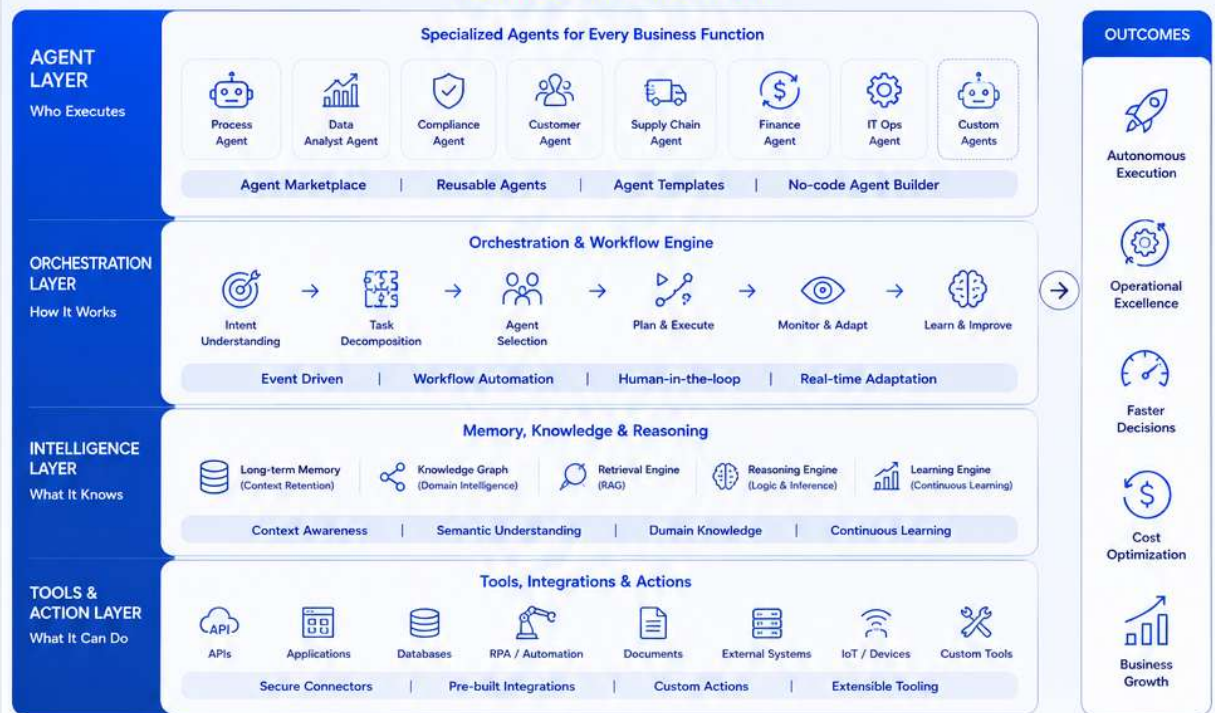 AGENT
LAYER
Who Executes
Specialized Agents for Every Business Function
Process
Agent
Data
Analyst Agent
Compliance
Agent
Customer
Agent
Supply Chain
Agent
Finance
Agent
IT Ops
Agent
Custom
Agents
Agent Marketplace | Reusable Agents | Agent Templates | No-code Agent Builder
ORCHESTRATION
LAYER
How It Works
Orchestration & Workflow Engine
Intent
Understanding
Task
Decomposition
Agent
Selection
Plan & Execute
Monitor & Adapt
Learn & Improve
Event Driven | Workflow Automation | Human-in-the-loop | Real-time Adaptation
INTELLIGENCE
LAYER
What It Knows
Memory, Knowledge & Reasoning
Long-term Memory
(Context Retention)
Knowledge Graph
(Domain Intelligence)
Retrieval Engine
(RAG)
Reasoning Engine
(Logic & Inference)
Learning Engine
(Continuous Learning)
Context Awareness | Semantic Understanding | Domain Knowledge | Continuous Learning
TOOLS &
ACTION LAYER
What It Can Do
Tools, Integrations & Actions
API
APIs
Applications
Databases
RPA / Automation
Documents
External Systems
IoT / Devices
Custom Tools
Secure Connectors | Pre-built Integrations | Custom Actions | Extensible Tooling
OUTCOMES
Autonomous
Execution
Operational
Excellence
Faster
Decisions
$
Cost
Optimization
Business
Growth